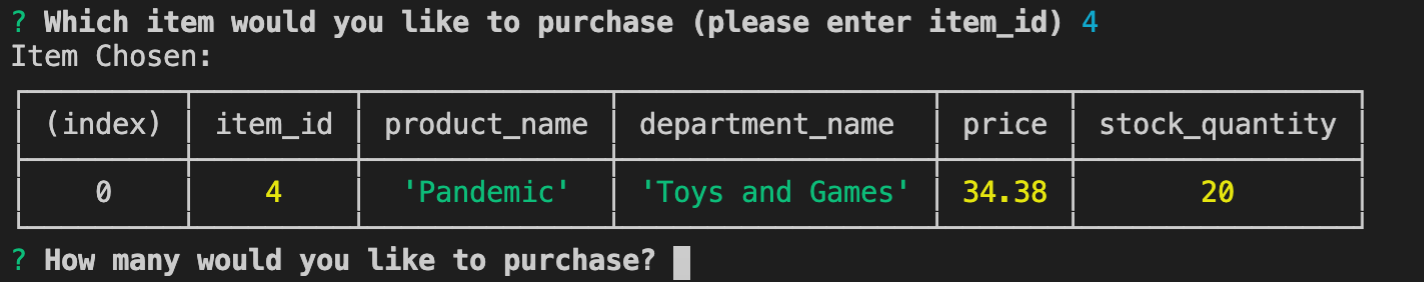 ? Which item would you like to purchase (please enter item_id) 4
Item Chosen:
(index) item_id product_name department_name price stock_quantity
0 4 'Pandemic' 'Toys and Games' 34.38 20
? How many would you like to purchase?